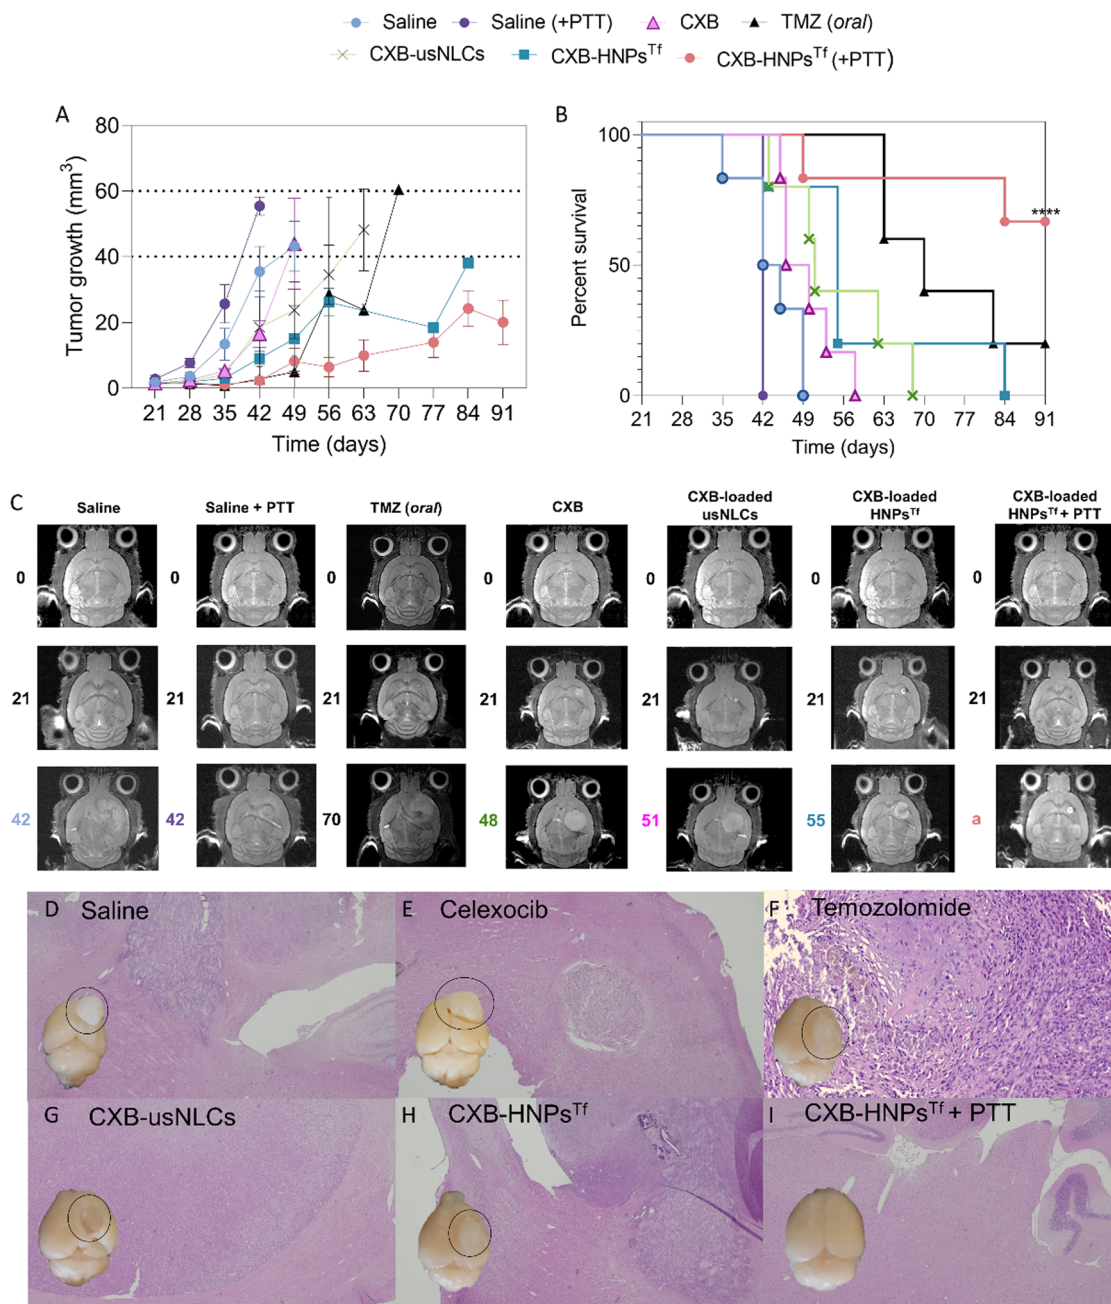 Saline Saline (+PTT) CXB TMZ (oral)
CXB-usNLCs CXB-HNPsTf CXB-HNPsTf (+PTT)
A
80
60
40
20
0
Tumor growth (mm3)
21 28 35 42 49 56 63 70 77 84 91
Time (days)
B
100
50
0
Percent survival
****
21 28 35 42 49 56 63 70 77 84 91
Time (days)
C
Saline Saline + PTT TMZ (oral) CXB CXB-loaded usNLCs CXB-loaded HNPsTf CXB-loaded HNPsTf + PTT
0 0 0 0 0 0 0
21 21 21 21 21 21 21
42 42 70 48 51 55 a
D Saline E Celexocib F Temozolomide
G CXB-usNLCs H CXB-HNPsTf I CXB-HNPsTf + PTT